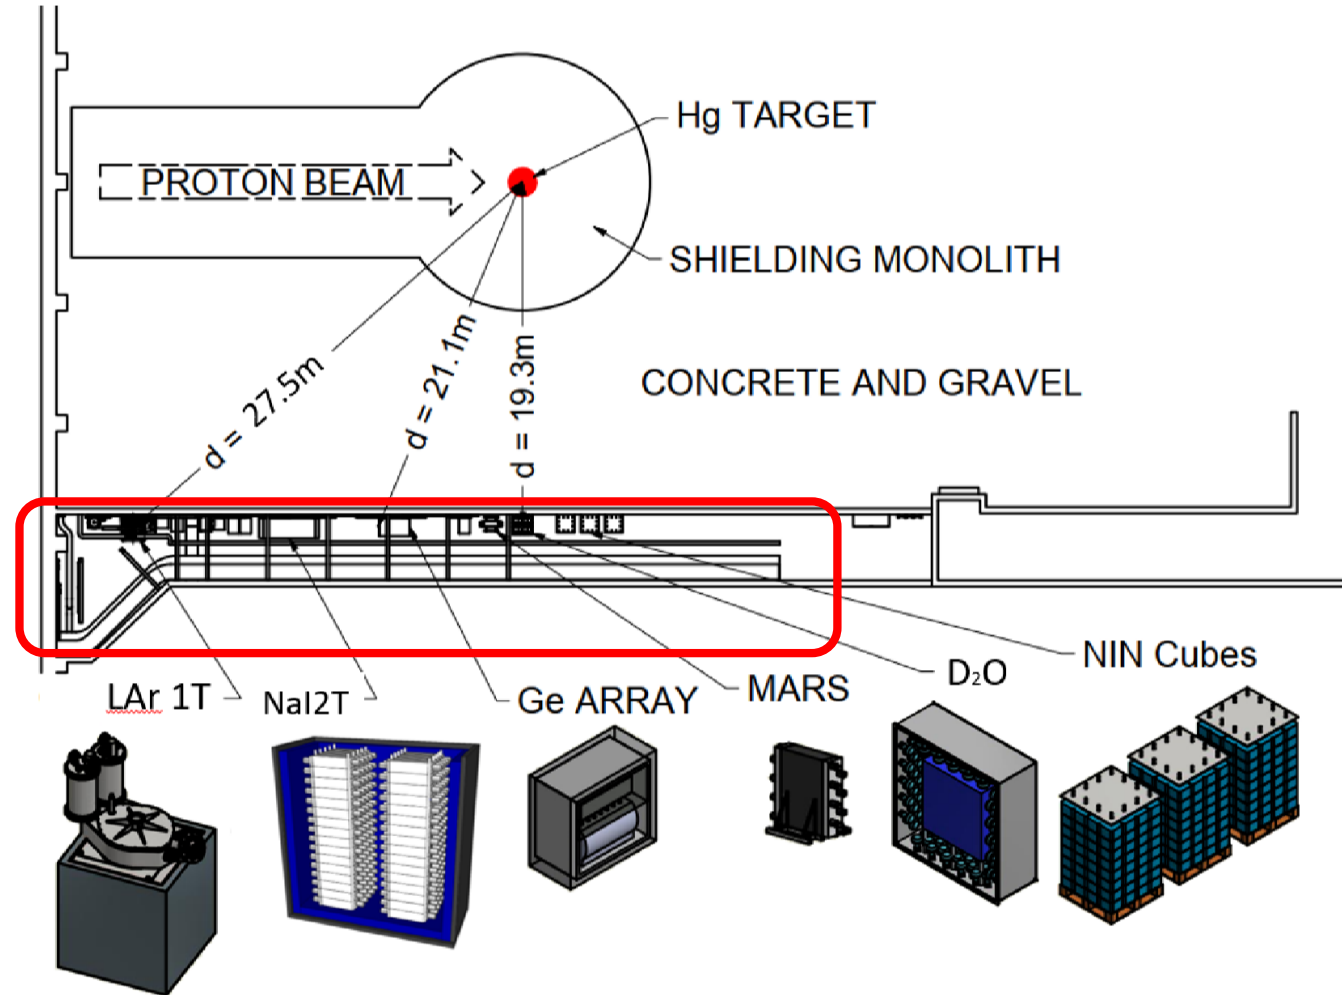 Hg TARGET
PROTON BEAM
SHIELDING MONOLITH
d = 27.5m
d = 21.1m
d = 19.3m
CONCRETE AND GRAVEL
LAr 1T
NaI2T
Ge ARRAY
MARS
D₂O
NIN Cubes